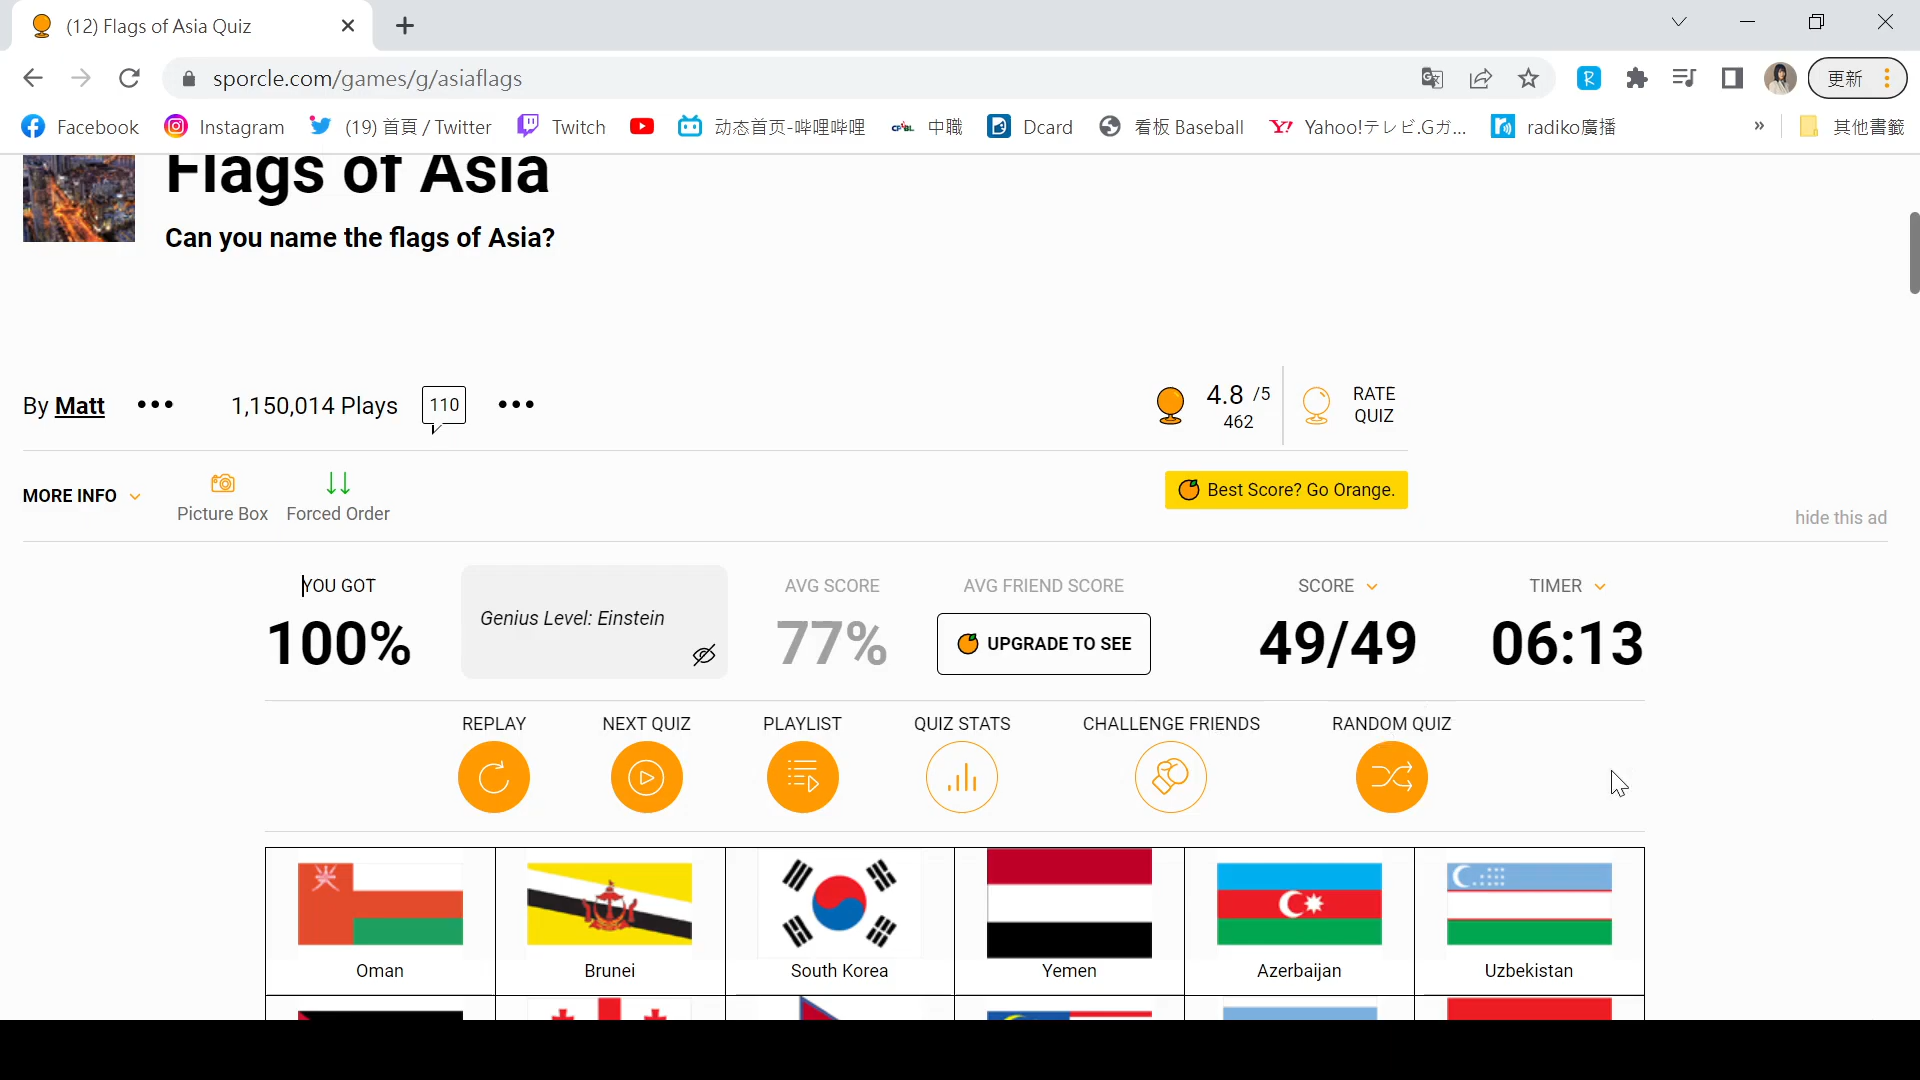 (12) Flags of Asia Quiz
sporcle.com/games/g/asiaflags
更新
Facebook
Instagram
(19) 首頁 / Twitter
Twitch
动态首页-哔哩哔哩
CPBL 中職
Dcard
看板 Baseball
Yahoo!テレビ.Gガ...
radiko廣播
»
其他書籤
Flags of Asia
Can you name the flags of Asia?
By Matt
1,150,014 Plays
110
4.8 /5
462
RATE
QUIZ
MORE INFO
Picture Box
Forced Order
Best Score? Go Orange.
hide this ad
YOU GOT
100%
Genius Level: Einstein
AVG SCORE
77%
AVG FRIEND SCORE
UPGRADE TO SEE
SCORE
49/49
TIMER
06:13
REPLAY
NEXT QUIZ
PLAYLIST
QUIZ STATS
CHALLENGE FRIENDS
RANDOM QUIZ
Oman
Brunei
South Korea
Yemen
Azerbaijan
Uzbekistan